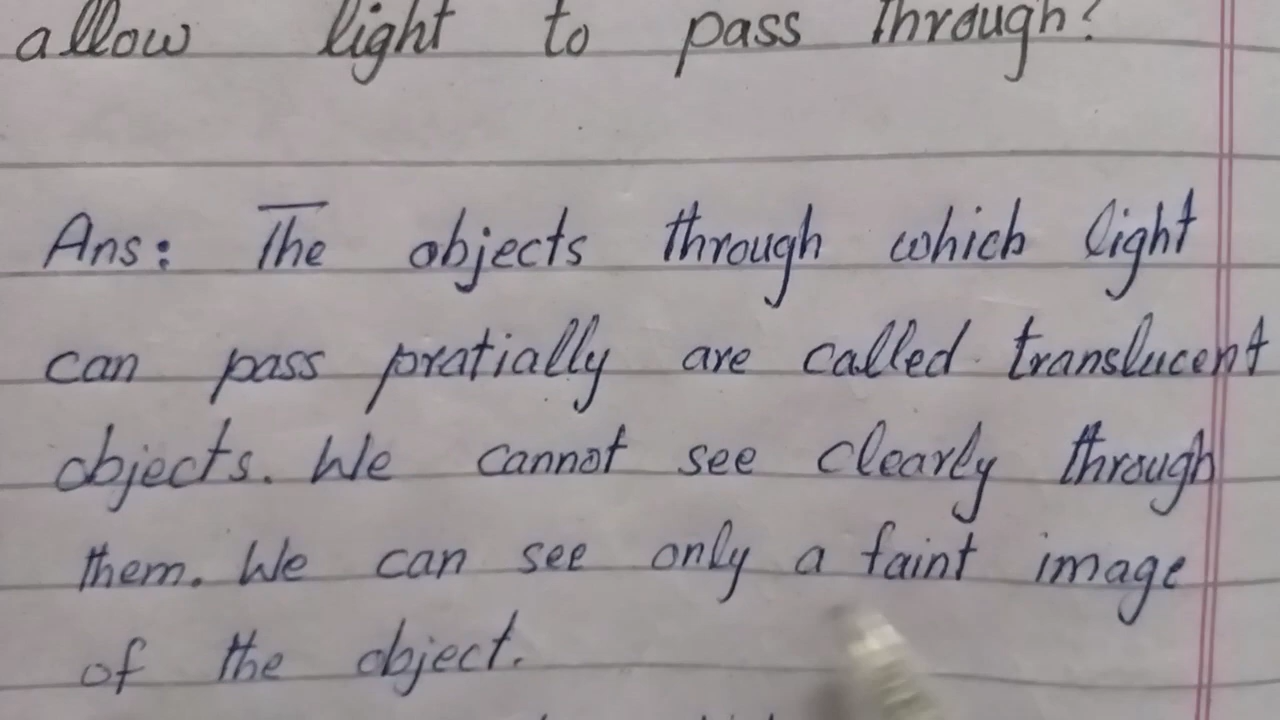 allow light to pass through?
Ans: The objects through which light
can pass pratially are called translucent
objects. We cannot see clearly through
them. We can see only a faint image
of the object.